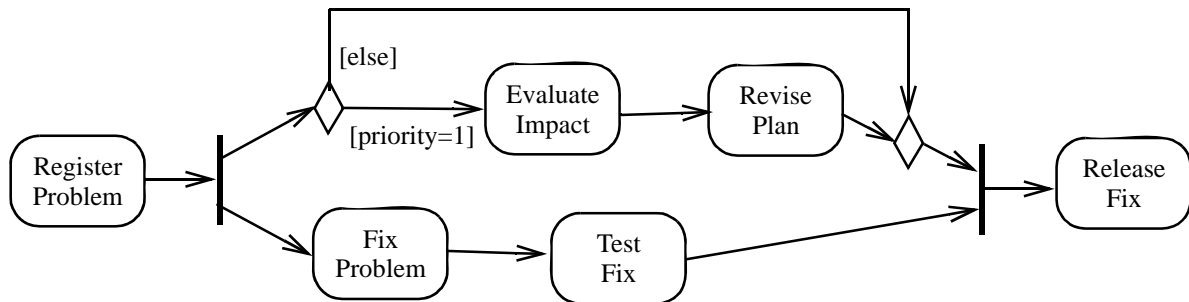 [else]
[priority=1]
Evaluate
Impact
Revise
Plan
Register
Problem
Release
Fix
Fix
Problem
Test
Fix